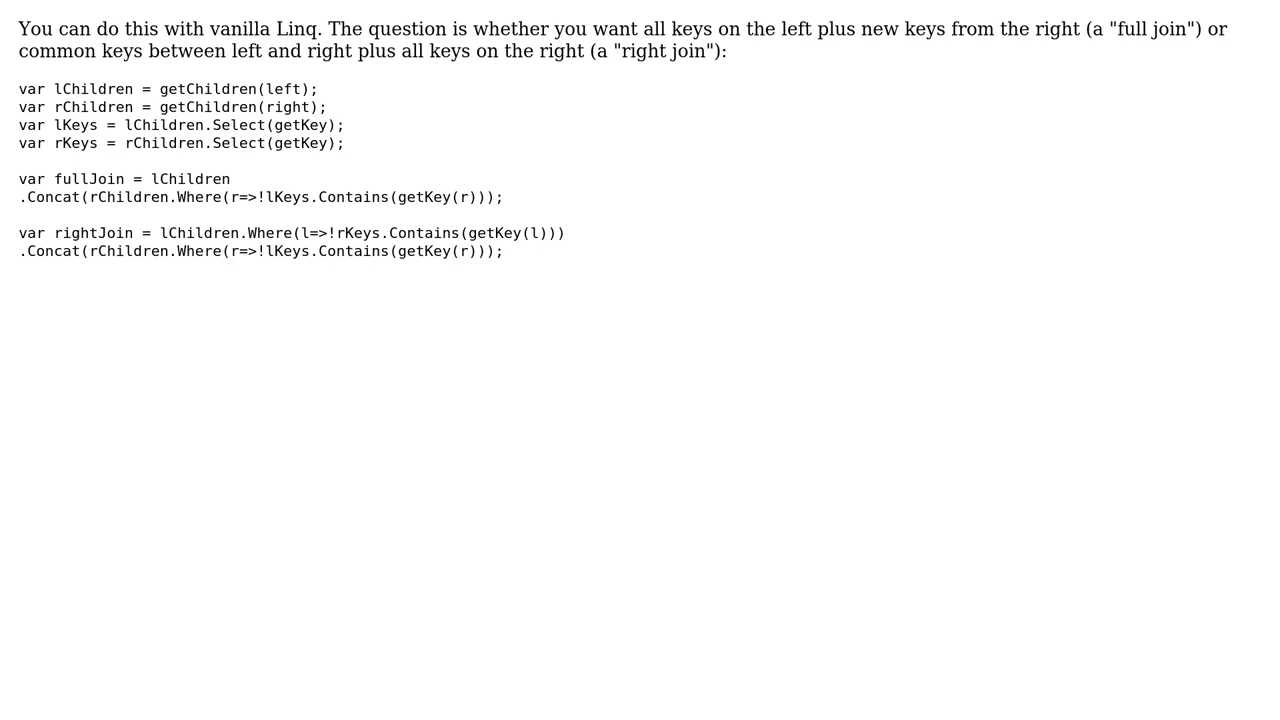 You can do this with vanilla Linq. The question is whether you want all keys on the left plus new keys from the right (a "full join") or
common keys between left and right plus all keys on the right (a "right join"):
var lChildren = getChildren(left);
var rChildren = getChildren(right);
var lKeys = lChildren.Select(getKey);
var rKeys = rChildren.Select(getKey);
var fullJoin = lChildren
.Concat(rChildren.Where(r=>!lKeys.Contains(getKey(r)));
var rightJoin = lChildren.Where(l=>!rKeys.Contains(getKey(l)))
.Concat(rChildren.Where(r=>!lKeys.Contains(getKey(r)));